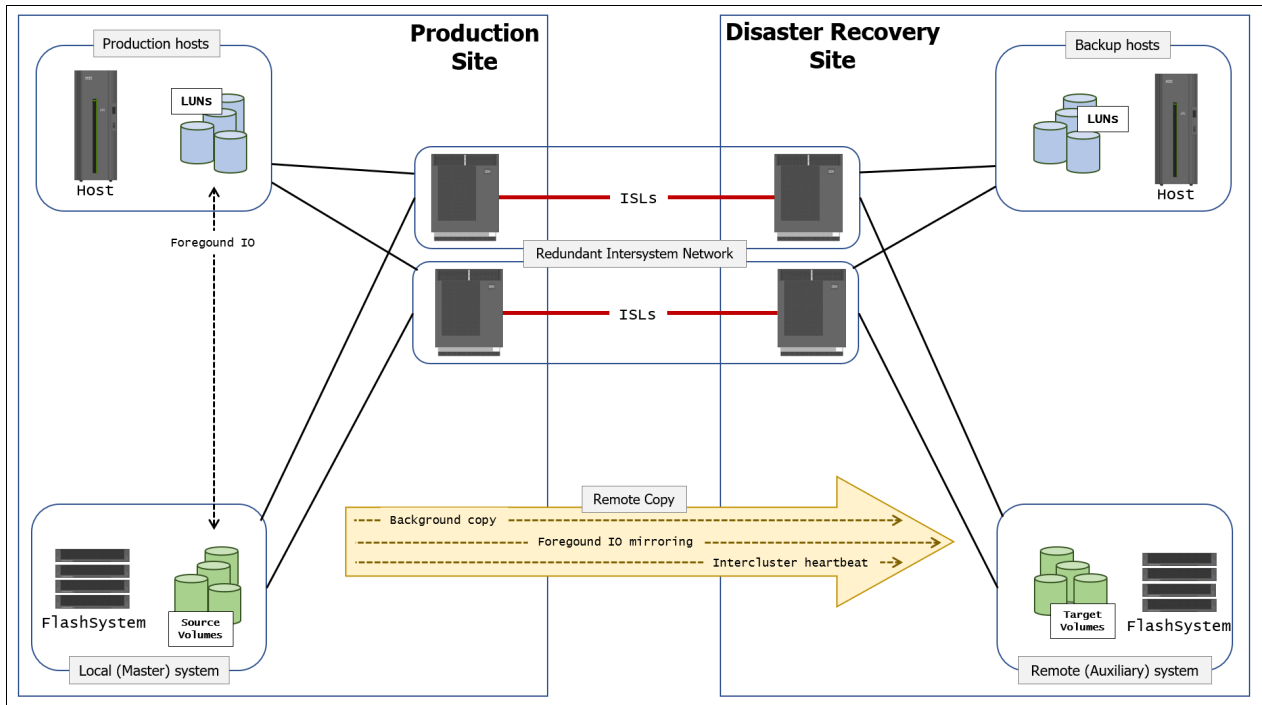 Production hosts
Production
Site
Disaster Recovery
Site
Backup hosts
LUNs
Host
LUNs
Host
ISLs
Foregound IO
Redundant Intersystem Network
ISLs
Remote Copy
Background copy
Foregound IO mirroring
Intercluster heartbeat
FlashSystem
Source
Volumes
Local (Master) system
Target
Volumes
FlashSystem
Remote (Auxiliary) system